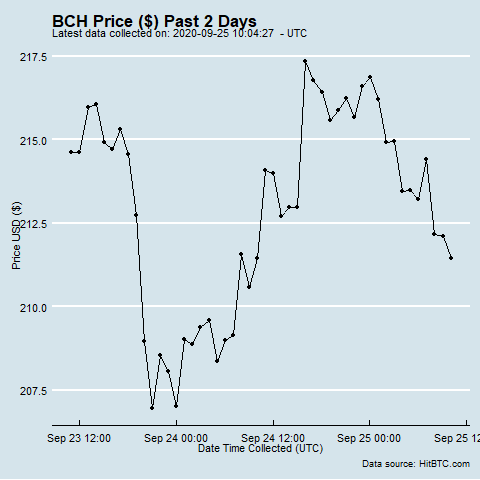 BCH Price ($) Past 2 Days
Latest data collected on: 2020-09-25 10:04:27 - UTC
217.5
215.0
212.5
210.0
207.5
Price USD ($)
Sep 23 12:00 Sep 24 00:00 Sep 24 12:00 Sep 25 00:00 Sep 25 12
Date Time Collected (UTC)
Data source: HitBTC.com